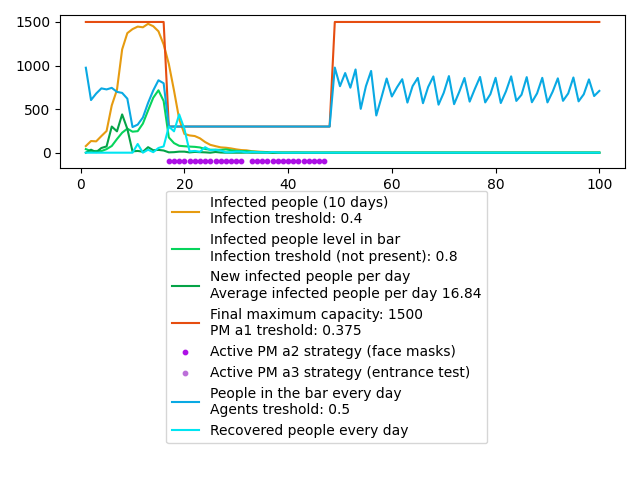 1500
1000
500
0
0
20
40
60
80
100
Infected people (10 days)
Infection treshold: 0.4
Infected people level in bar
Infection treshold (not present): 0.8
New infected people per day
Average infected people per day 16.84
Final maximum capacity: 1500
PM a1 treshold: 0.375
Active PM a2 strategy (face masks)
Active PM a3 strategy (entrance test)
People in the bar every day
Agents treshold: 0.5
Recovered people every day